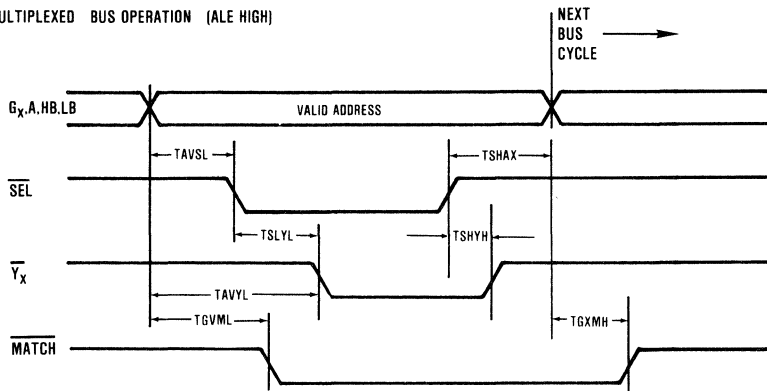 ULTIPLEXED BUS OPERATION (ALE HIGH)
NEXT
BUS
CYCLE
GX,A,HB,LB
VALID ADDRESS
TAVSL
TSHAX
SEL
TSLYL
TSHYH
YX
TAVYL
TGVML
TGXMH
MATCH